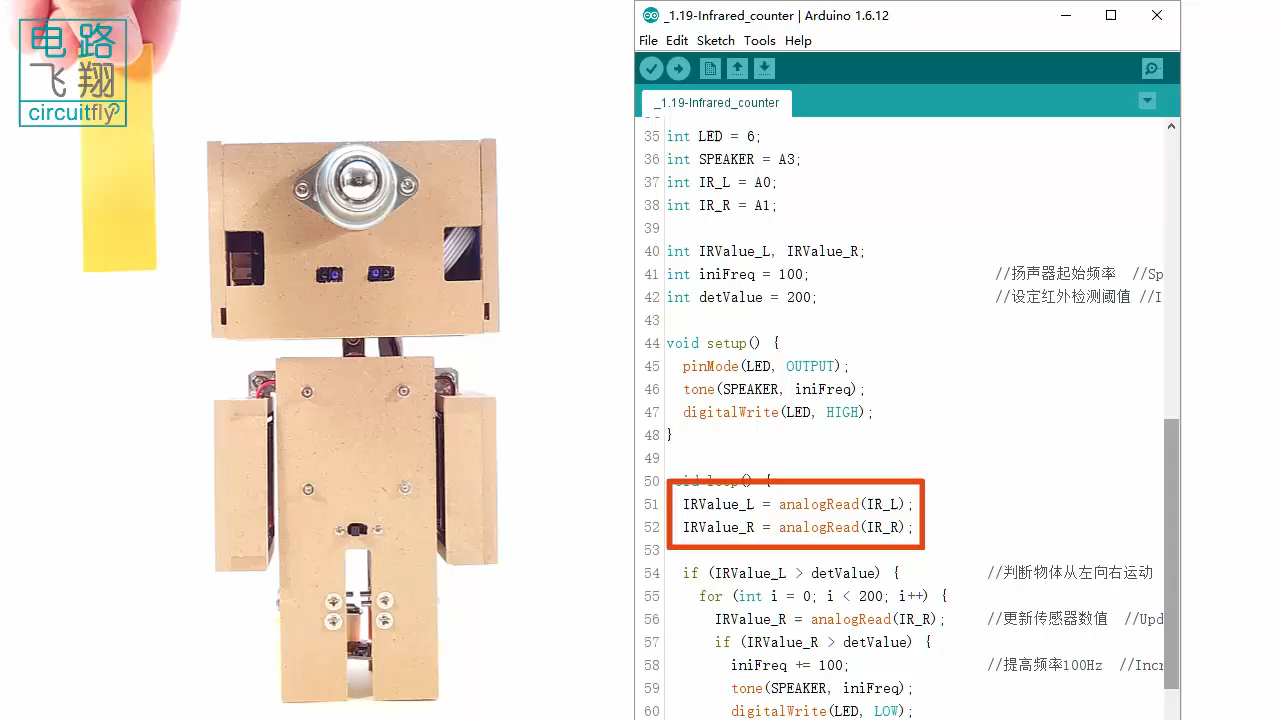 电路
飞翔
circuitfly
_1.19-Infrared_counter | Arduino 1.6.12
File Edit Sketch Tools Help
_1.19-Infrared_counter
35 int LED = 6;
36 int SPEAKER = A3;
37 int IR_L = A0;
38 int IR_R = A1;
39
40 int IRValue_L, IRValue_R;
41 int iniFreq = 100; //扬声器起始频率 //Sp
42 int detValue = 200; //设定红外检测阈值 //I
43
44 void setup() {
45 pinMode(LED, OUTPUT);
46 tone(SPEAKER, iniFreq);
47 digitalWrite(LED, HIGH);
48 }
49
50 void loop() {
51 IRValue_L = analogRead(IR_L);
52 IRValue_R = analogRead(IR_R);
53
54 if (IRValue_L > detValue) { //判断物体从左向右运动
55 for (int i = 0; i < 200; i++) {
56 IRValue_R = analogRead(IR_R); //更新传感器数值 //Upd
57 if (IRValue_R > detValue) {
58 iniFreq += 100; //提高频率100Hz //Incr
59 tone(SPEAKER, iniFreq);
60 digitalWrite(LED, LOW);